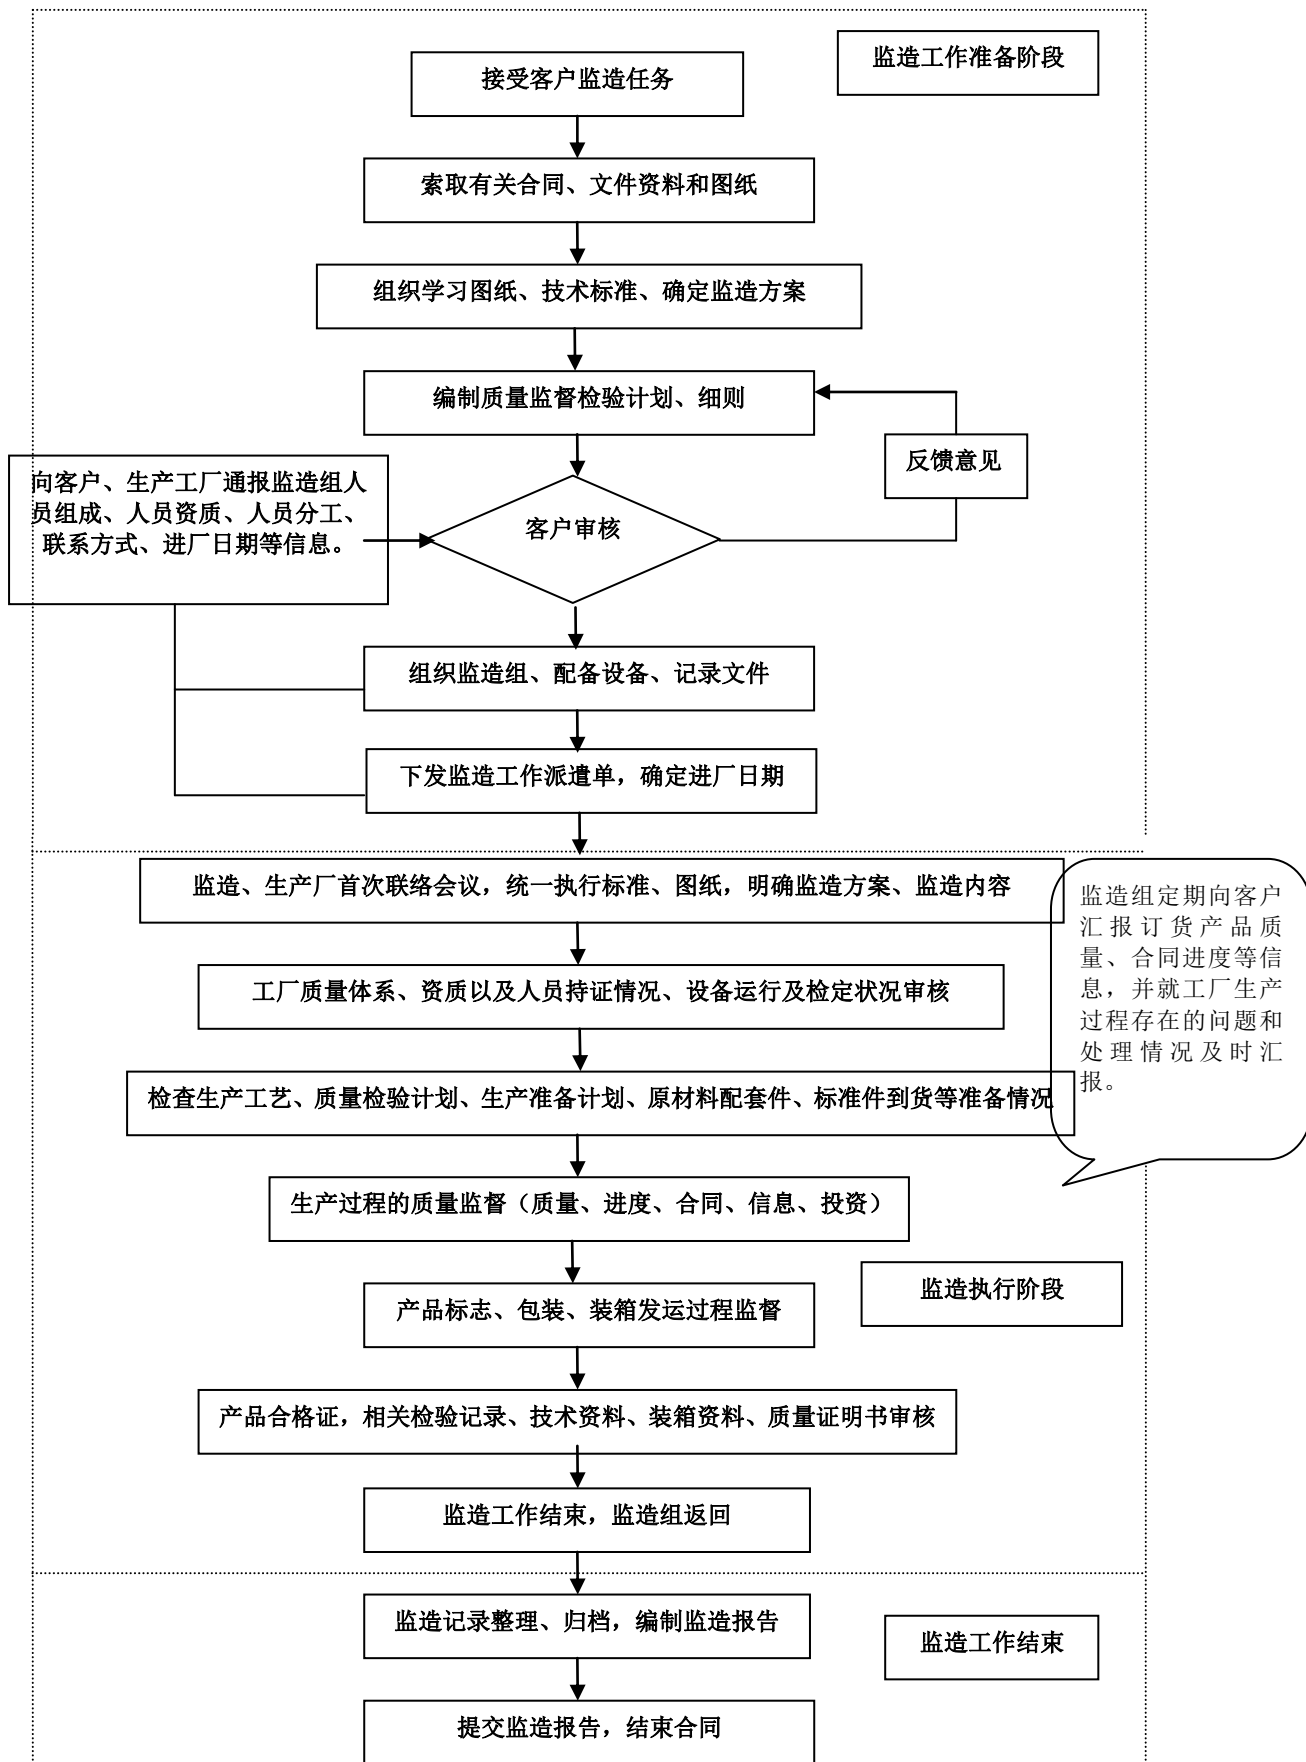 监造工作准备阶段
接受客户监造任务
索取有关合同、文件资料和图纸
组织学习图纸、技术标准、确定监造方案
编制质量监督检验计划、细则
反馈意见
向客户、生产工厂通报监造组人
员组成、人员资质、人员分工、
联系方式、进厂日期等信息。
客户审核
组织监造组、配备设备、记录文件
下发监造工作派遣单，确定进厂日期
监造、生产厂首次联络会议，统一执行标准、图纸，明确监造方案、监造内容
监造组定期向客户
汇报订货产品质
量、合同进度等信
息，并就工厂生产
过程存在的问题和
处理情况及时汇
报。
工厂质量体系、资质以及人员持证情况、设备运行及检定状况审核
检查生产工艺、质量检验计划、生产准备计划、原材料配套件、标准件到货等准备情况
生产过程的质量监督（质量、进度、合同、信息、投资）
监造执行阶段
产品标志、包装、装箱发运过程监督
产品合格证，相关检验记录、技术资料、装箱资料、质量证明书审核
监造工作结束，监造组返回
监造记录整理、归档，编制监造报告
监造工作结束
提交监造报告，结束合同